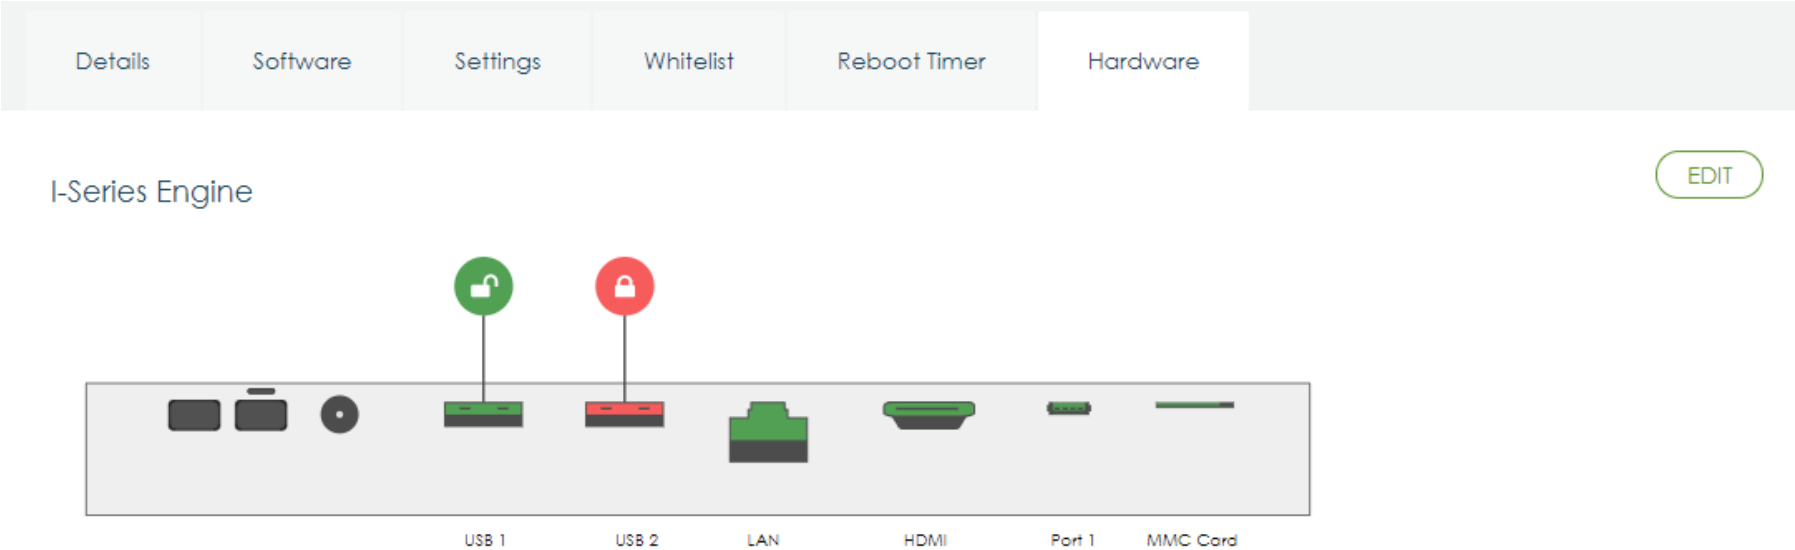 Details Software Settings Whitelist Reboot Timer Hardware
EDIT
I-Series Engine
USB 1 USB 2 LAN HDMI Port 1 MMC Card